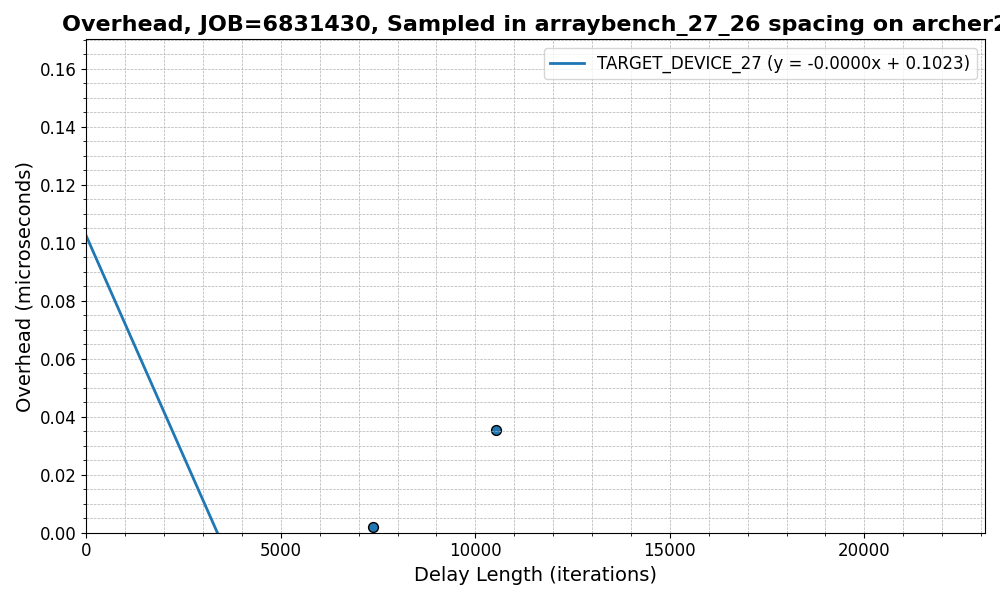 Overhead, JOB=6831430, Sampled in arraybench_27_26 spacing on archer2
TARGET_DEVICE_27 (y = -0.0000x + 0.1023)
Overhead (microseconds)
0.16
0.14
0.12
0.10
0.08
0.06
0.04
0.02
0.00
0 5000 10000 15000 20000
Delay Length (iterations)